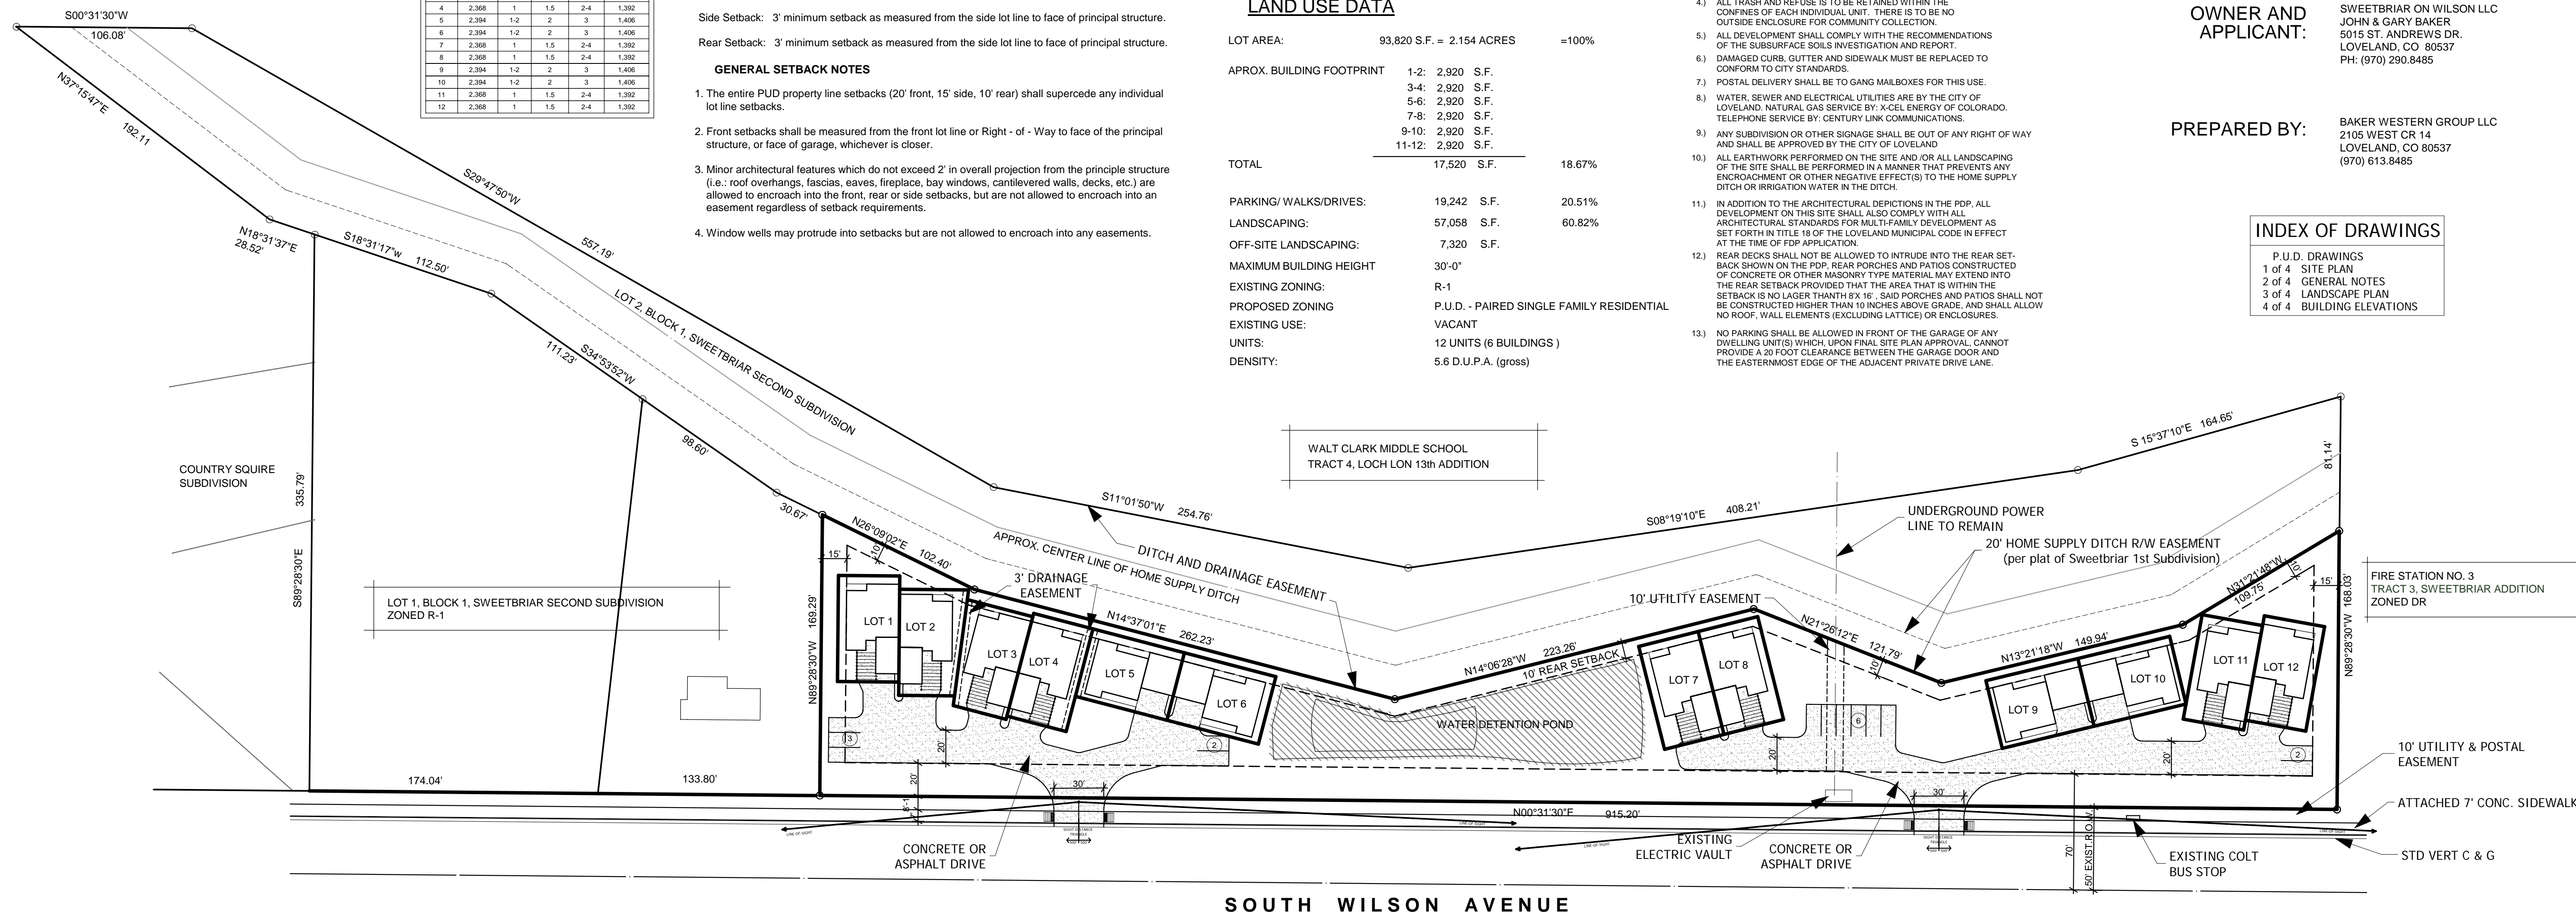 S00°31'30"W
106.08'
N37°15'47"E
192.11
N18°31'37"E
28.52'
S18°31'17"w 112.50'
S29°47'50"W
557.19'
S34°53'52"W
111.23'
98.60'
30.67'
LOT 2, BLOCK 1, SWEETBRIAR SECOND SUBDIVISION
4 2,368 1 1.5 2-4 1,392
5 2,394 1-2 2 3 1,406
6 2,394 1-2 2 3 1,406
7 2,368 1 1.5 2-4 1,392
8 2,368 1 1.5 2-4 1,392
9 2,394 1-2 2 3 1,406
10 2,394 1-2 2 3 1,406
11 2,368 1 1.5 2-4 1,392
12 2,368 1 1.5 2-4 1,392
Side Setback: 3' minimum setback as measured from the side lot line to face of principal structure.
Rear Setback: 3' minimum setback as measured from the side lot line to face of principal structure.
GENERAL SETBACK NOTES
1. The entire PUD property line setbacks (20' front, 15' side, 10' rear) shall supercede any individual
lot line setbacks.
2. Front setbacks shall be measured from the front lot line or Right - of - Way to face of the principal
structure, or face of garage, whichever is closer.
3. Minor architectural features which do not exceed 2' in overall projection from the principle structure
(i.e.: roof overhangs, fascias, eaves, fireplace, bay windows, cantilevered walls, decks, etc.) are
allowed to encroach into the front, rear or side setbacks, but are not allowed to encroach into an
easement regardless of setback requirements.
4. Window wells may protrude into setbacks but are not allowed to encroach into any easements.
LAND USE DATA
LOT AREA: 93,820 S.F. = 2.154 ACRES =100%
APROX. BUILDING FOOTPRINT 1-2: 2,920 S.F.
3-4: 2,920 S.F.
5-6: 2,920 S.F.
7-8: 2,920 S.F.
9-10: 2,920 S.F.
11-12: 2,920 S.F.
TOTAL 17,520 S.F. 18.67%
PARKING/ WALKS/DRIVES: 19,242 S.F. 20.51%
LANDSCAPING: 57,058 S.F. 60.82%
OFF-SITE LANDSCAPING: 7,320 S.F.
MAXIMUM BUILDING HEIGHT 30'-0"
EXISTING ZONING: R-1
PROPOSED ZONING P.U.D. - PAIRED SINGLE FAMILY RESIDENTIAL
EXISTING USE: VACANT
UNITS: 12 UNITS (6 BUILDINGS )
DENSITY: 5.6 D.U.P.A. (gross)
4.) ALL TRASH AND REFUSE IS TO BE RETAINED WITHIN THE
CONFINES OF EACH INDIVIDUAL UNIT. THERE IS TO BE NO
OUTSIDE ENCLOSURE FOR COMMUNITY COLLECTION.
5.) ALL DEVELOPMENT SHALL COMPLY WITH THE RECOMMENDATIONS
OF THE SUBSURFACE SOILS INVESTIGATION AND REPORT.
6.) DAMAGED CURB, GUTTER AND SIDEWALK MUST BE REPLACED TO
CONFORM TO CITY STANDARDS.
7.) POSTAL DELIVERY SHALL BE TO GANG MAILBOXES FOR THIS USE.
8.) WATER, SEWER AND ELECTRICAL UTILITIES ARE BY THE CITY OF
LOVELAND. NATURAL GAS SERVICE BY: X-CEL ENERGY OF COLORADO.
TELEPHONE SERVICE BY: CENTURY LINK COMMUNICATIONS.
9.) ANY SUBDIVISION OR OTHER SIGNAGE SHALL BE OUT OF ANY RIGHT OF WAY
AND SHALL BE APPROVED BY THE CITY OF LOVELAND
10.) ALL EARTHWORK PERFORMED ON THE SITE AND /OR ALL LANDSCAPING
OF THE SITE SHALL BE PERFORMED IN A MANNER THAT PREVENTS ANY
ENCROACHMENT OR OTHER NEGATIVE EFFECT(S) TO THE HOME SUPPLY
DITCH OR IRRIGATION WATER IN THE DITCH.
11.) IN ADDITION TO THE ARCHITECTURAL DEPICTIONS IN THE PDP, ALL
DEVELOPMENT ON THIS SITE SHALL ALSO COMPLY WITH ALL
ARCHITECTURAL STANDARDS FOR MULTI-FAMILY DEVELOPMENT AS
SET FORTH IN TITLE 18 OF THE LOVELAND MUNICIPAL CODE IN EFFECT
AT THE TIME OF FDP APPLICATION.
12.) REAR DECKS SHALL NOT BE ALLOWED TO INTRUDE INTO THE REAR SET-
BACK SHOWN ON THE PDP, REAR PORCHES AND PATIOS CONSTRUCTED
OF CONCRETE OR OTHER MASONRY TYPE MATERIAL MAY EXTEND INTO
THE REAR SETBACK PROVIDED THAT THE AREA THAT IS WITHIN THE
SETBACK IS NO LAGER THANTH 8'X 16' , SAID PORCHES AND PATIOS SHALL NOT
BE CONSTRUCTED HIGHER THAN 10 INCHES ABOVE GRADE, AND SHALL ALLOW
NO ROOF, WALL ELEMENTS (EXCLUDING LATTICE) OR ENCLOSURES.
13.) NO PARKING SHALL BE ALLOWED IN FRONT OF THE GARAGE OF ANY
DWELLING UNIT(S) WHICH, UPON FINAL SITE PLAN APPROVAL, CANNOT
PROVIDE A 20 FOOT CLEARANCE BETWEEN THE GARAGE DOOR AND
THE EASTERNMOST EDGE OF THE ADJACENT PRIVATE DRIVE LANE.
OWNER AND
APPLICANT:
SWEETBRIAR ON WILSON LLC
JOHN & GARY BAKER
5015 ST. ANDREWS DR.
LOVELAND, CO 80537
PH: (970) 290.8485
PREPARED BY:
BAKER WESTERN GROUP LLC
2105 WEST CR 14
LOVELAND, CO 80537
(970) 613.8485
INDEX OF DRAWINGS
P.U.D. DRAWINGS
1 of 4 SITE PLAN
2 of 4 GENERAL NOTES
3 of 4 LANDSCAPE PLAN
4 of 4 BUILDING ELEVATIONS
COUNTRY SQUIRE
SUBDIVISION
335.79'
S89°28'30"E
LOT 1, BLOCK 1, SWEETBRIAR SECOND SUBDIVISION
ZONED R-1
174.04'
133.80'
WALT CLARK MIDDLE SCHOOL
TRACT 4, LOCH LON 13th ADDITION
S11°01'50"W 254.76'
S08°19'10"E 408.21'
S 15°37'10"E 164.65'
81.14'
APPROX. CENTER LINE OF HOME SUPPLY DITCH
DITCH AND DRAINAGE EASEMENT
3' DRAINAGE
EASEMENT
UNDERGROUND POWER
LINE TO REMAIN
20' HOME SUPPLY DITCH R/W EASEMENT
(per plat of Sweetbriar 1st Subdivision)
10' UTILITY EASEMENT
FIRE STATION NO. 3
TRACT 3, SWEETBRIAR ADDITION
ZONED DR
15'
10'
N26°09'02"E 102.40'
N14°37'01"E 262.23'
N14°06'28"W 223.26'
10' REAR SETBACK
N21°26'12"E 121.79'
10'
N13°21'18"W 149.94'
N31°21'48"W
109.75'
10'
15'
N89°28'30"W 169.29'
N89°28'30"W 168.03'
LOT 1
LOT 2
LOT 3
LOT 4
LOT 5
LOT 6
LOT 7
LOT 8
LOT 9
LOT 10
LOT 11
LOT 12
WATER DETENTION POND
3
2
6
2
20'
20'
20'
20'
8'-1
7'
30'
30'
N00°31'30"E 915.20'
LINE-OF-SIGHT
LINE-OF-SIGHT
LINE-OF-SIGHT
LINE-OF-SIGHT
SIGHT DISTANCE
TRIANGLE
SIGHT DISTANCE
TRIANGLE
CONCRETE OR
ASPHALT DRIVE
EXISTING
ELECTRIC VAULT
CONCRETE OR
ASPHALT DRIVE
70'
50' EXIST.R.O.W.
EXISTING COLT
BUS STOP
10' UTILITY & POSTAL
EASEMENT
ATTACHED 7' CONC. SIDEWALK
STD VERT C & G
SOUTH WILSON AVENUE